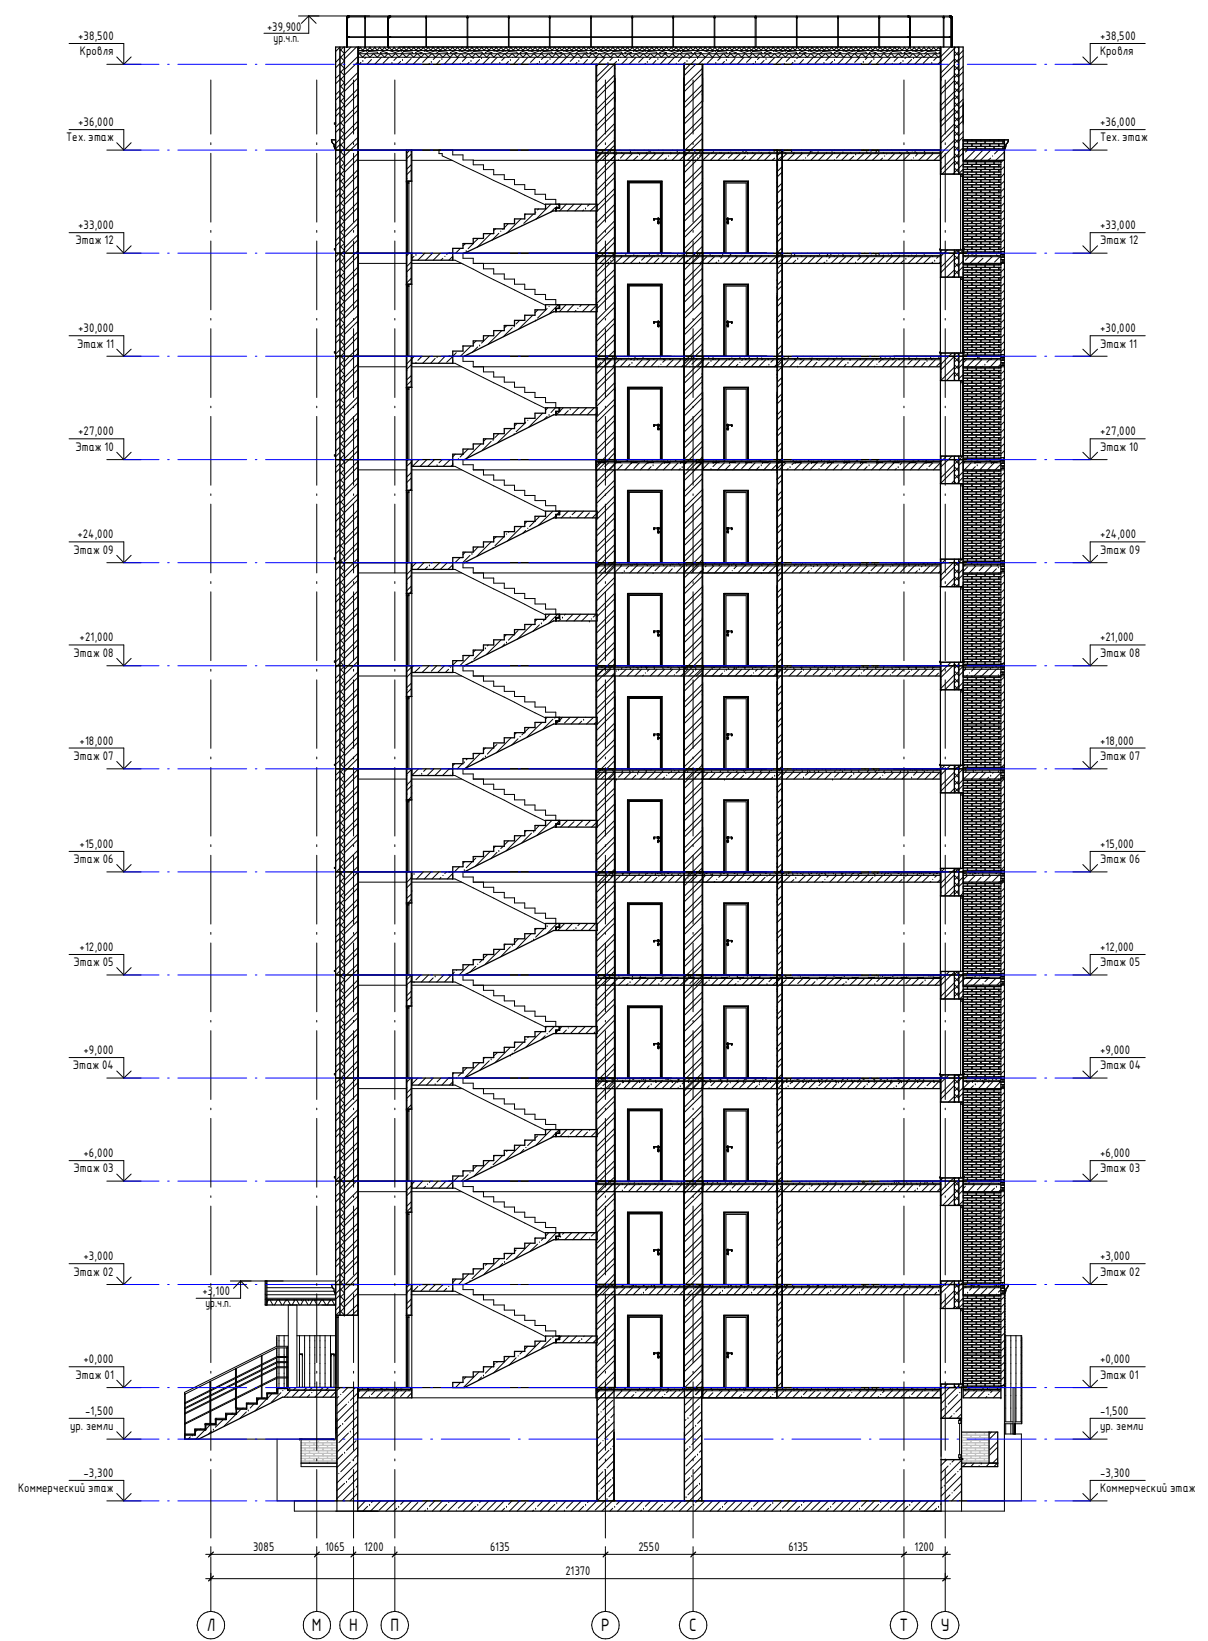 +39,900
ур.ч.п.
+38,500
Кровля
+38,500
Кровля
+36,000
Тех. этаж
+36,000
Тех. этаж
+33,000
Этаж 12
+33,000
Этаж 12
+30,000
Этаж 11
+30,000
Этаж 11
+27,000
Этаж 10
+27,000
Этаж 10
+24,000
Этаж 09
+24,000
Этаж 09
+21,000
Этаж 08
+21,000
Этаж 08
+18,000
Этаж 07
+18,000
Этаж 07
+15,000
Этаж 06
+15,000
Этаж 06
+12,000
Этаж 05
+12,000
Этаж 05
+9,000
Этаж 04
+9,000
Этаж 04
+6,000
Этаж 03
+6,000
Этаж 03
+3,000
Этаж 02
+3,000
Этаж 02
+3,100
ур.ч.п.
+0,000
Этаж 01
+0,000
Этаж 01
-1,500
ур. земли
-1,500
ур. земли
-3,300
Коммерческий этаж
-3,300
Коммерческий этаж
3085 1065 1200 6135 2550 6135 1200
21370
Л М Н П Р С Т У